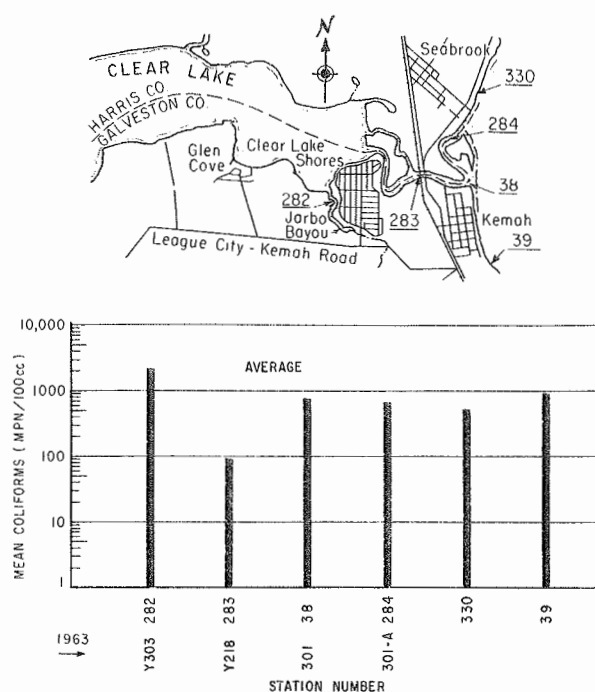 N
Seabrook
CLEAR LAKE
330
HARRIS CO.
GALVESTON CO.
284
Glen Cove
Clear Lake Shores
38
282
283
Kemah
Jarbo Bayou
39
League City - Kemah Road
10,000
AVERAGE
1000
100
10
1
MEAN COLIFORMS (MPN/100cc)
282 283 38 284 330 39
1963 Y303 Y218 301 301-A
STATION NUMBER